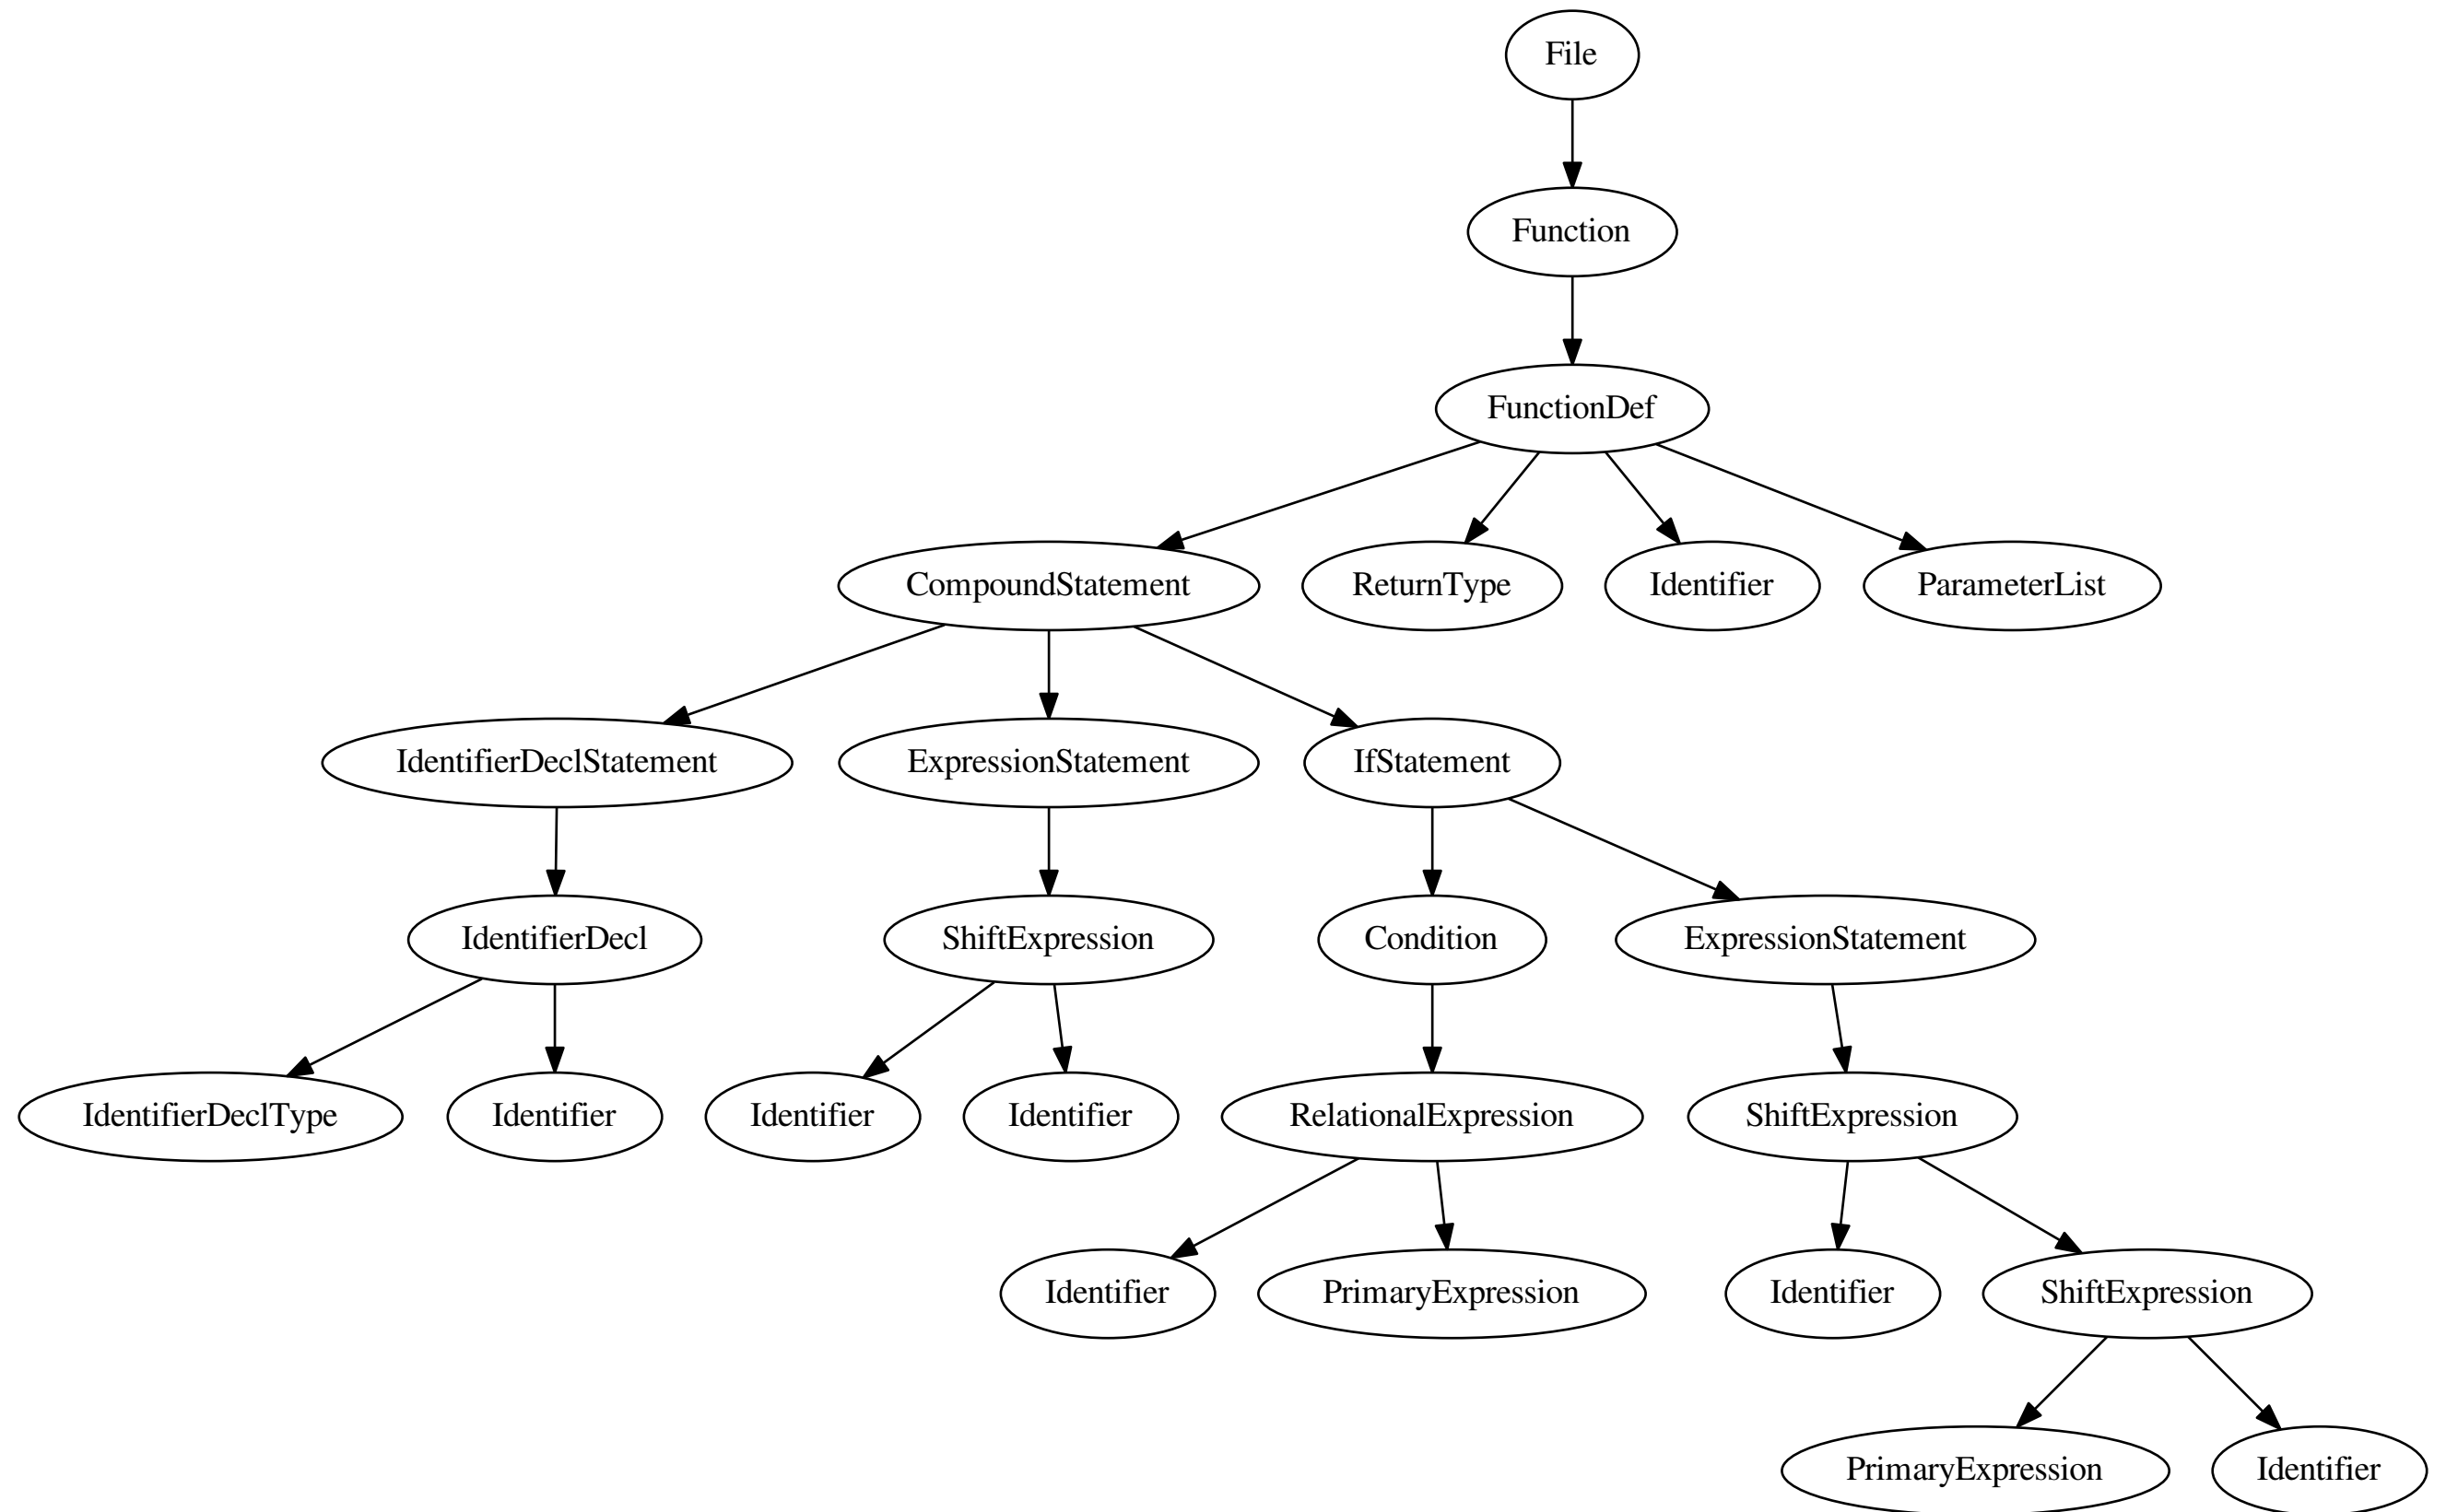 File
Function
FunctionDef
CompoundStatement
ReturnType
Identifier
ParameterList
IdentifierDeclStatement
ExpressionStatement
IfStatement
IdentifierDecl
ShiftExpression
Condition
ExpressionStatement
IdentifierDeclType
Identifier
Identifier
Identifier
RelationalExpression
ShiftExpression
Identifier
PrimaryExpression
Identifier
ShiftExpression
PrimaryExpression
Identifier